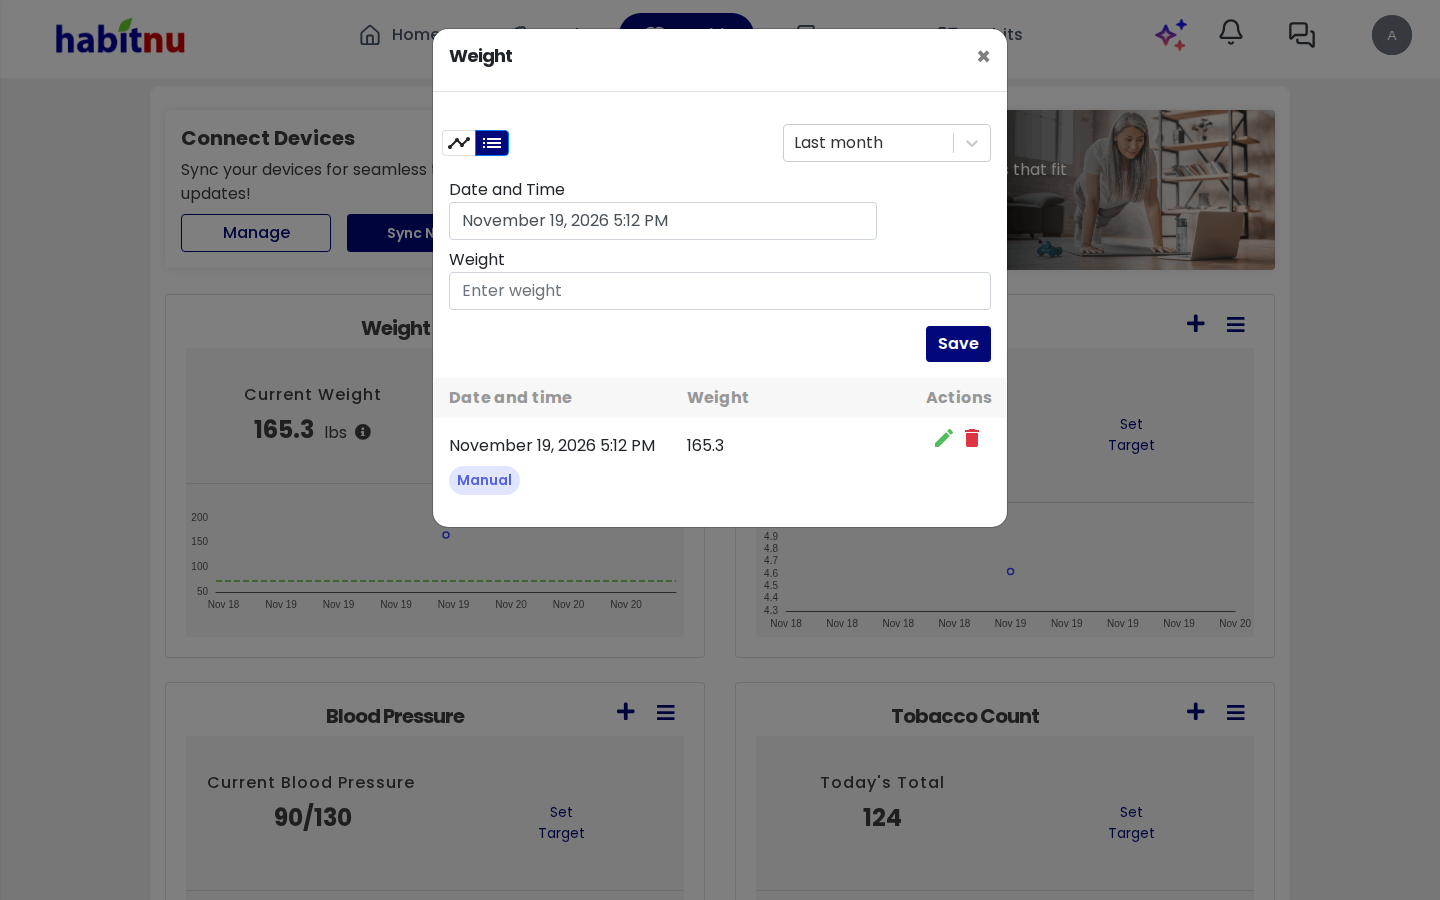 habitnu
Home
its
A
Weight
×
Connect Devices
Sync your devices for seamless
updates!
that fit
Manage
Sync N
Last month
Date and Time
November 19, 2026 5:12 PM
Weight
Enter weight
Save
Date and time Weight Actions
November 19, 2026 5:12 PM 165.3
Manual
Weight
Current Weight
165.3 lbs
Set
Target
200
150
100
50
Nov 18 Nov 19 Nov 19 Nov 19 Nov 19 Nov 20 Nov 20 Nov 20
4.9
4.8
4.7
4.6
4.5
4.4
4.3
Nov 18 Nov 18 Nov 18 Nov 18 Nov 19 Nov 19 Nov 19 Nov 19 Nov 20
Blood Pressure
Current Blood Pressure
90/130
Set
Target
Tobacco Count
Today's Total
124
Set
Target